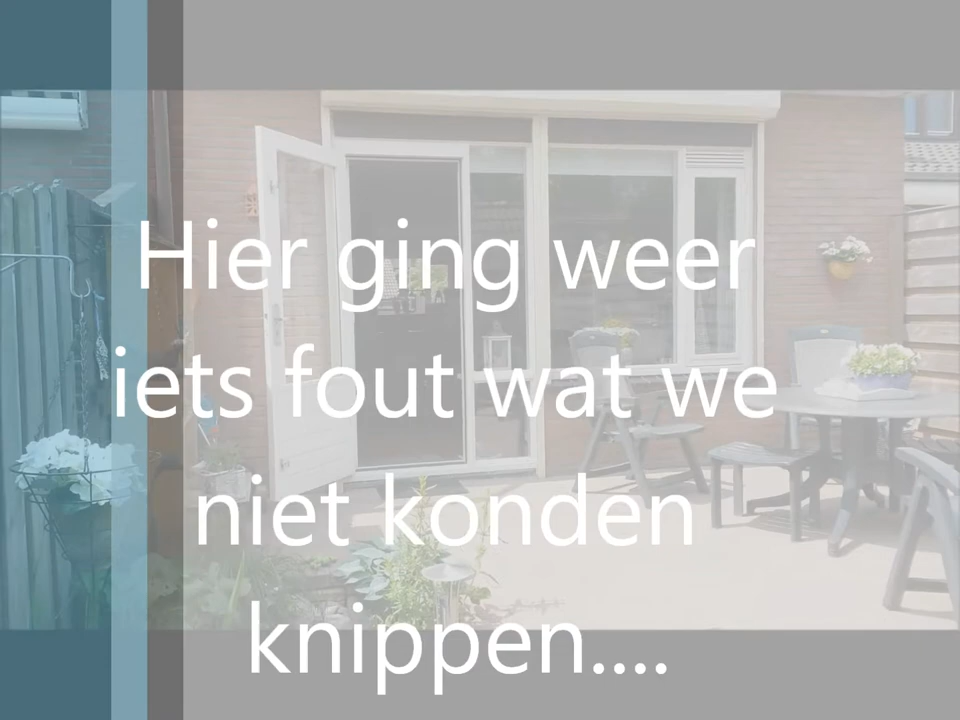 Hier ging weer
iets fout wat we
niet konden
knippen....